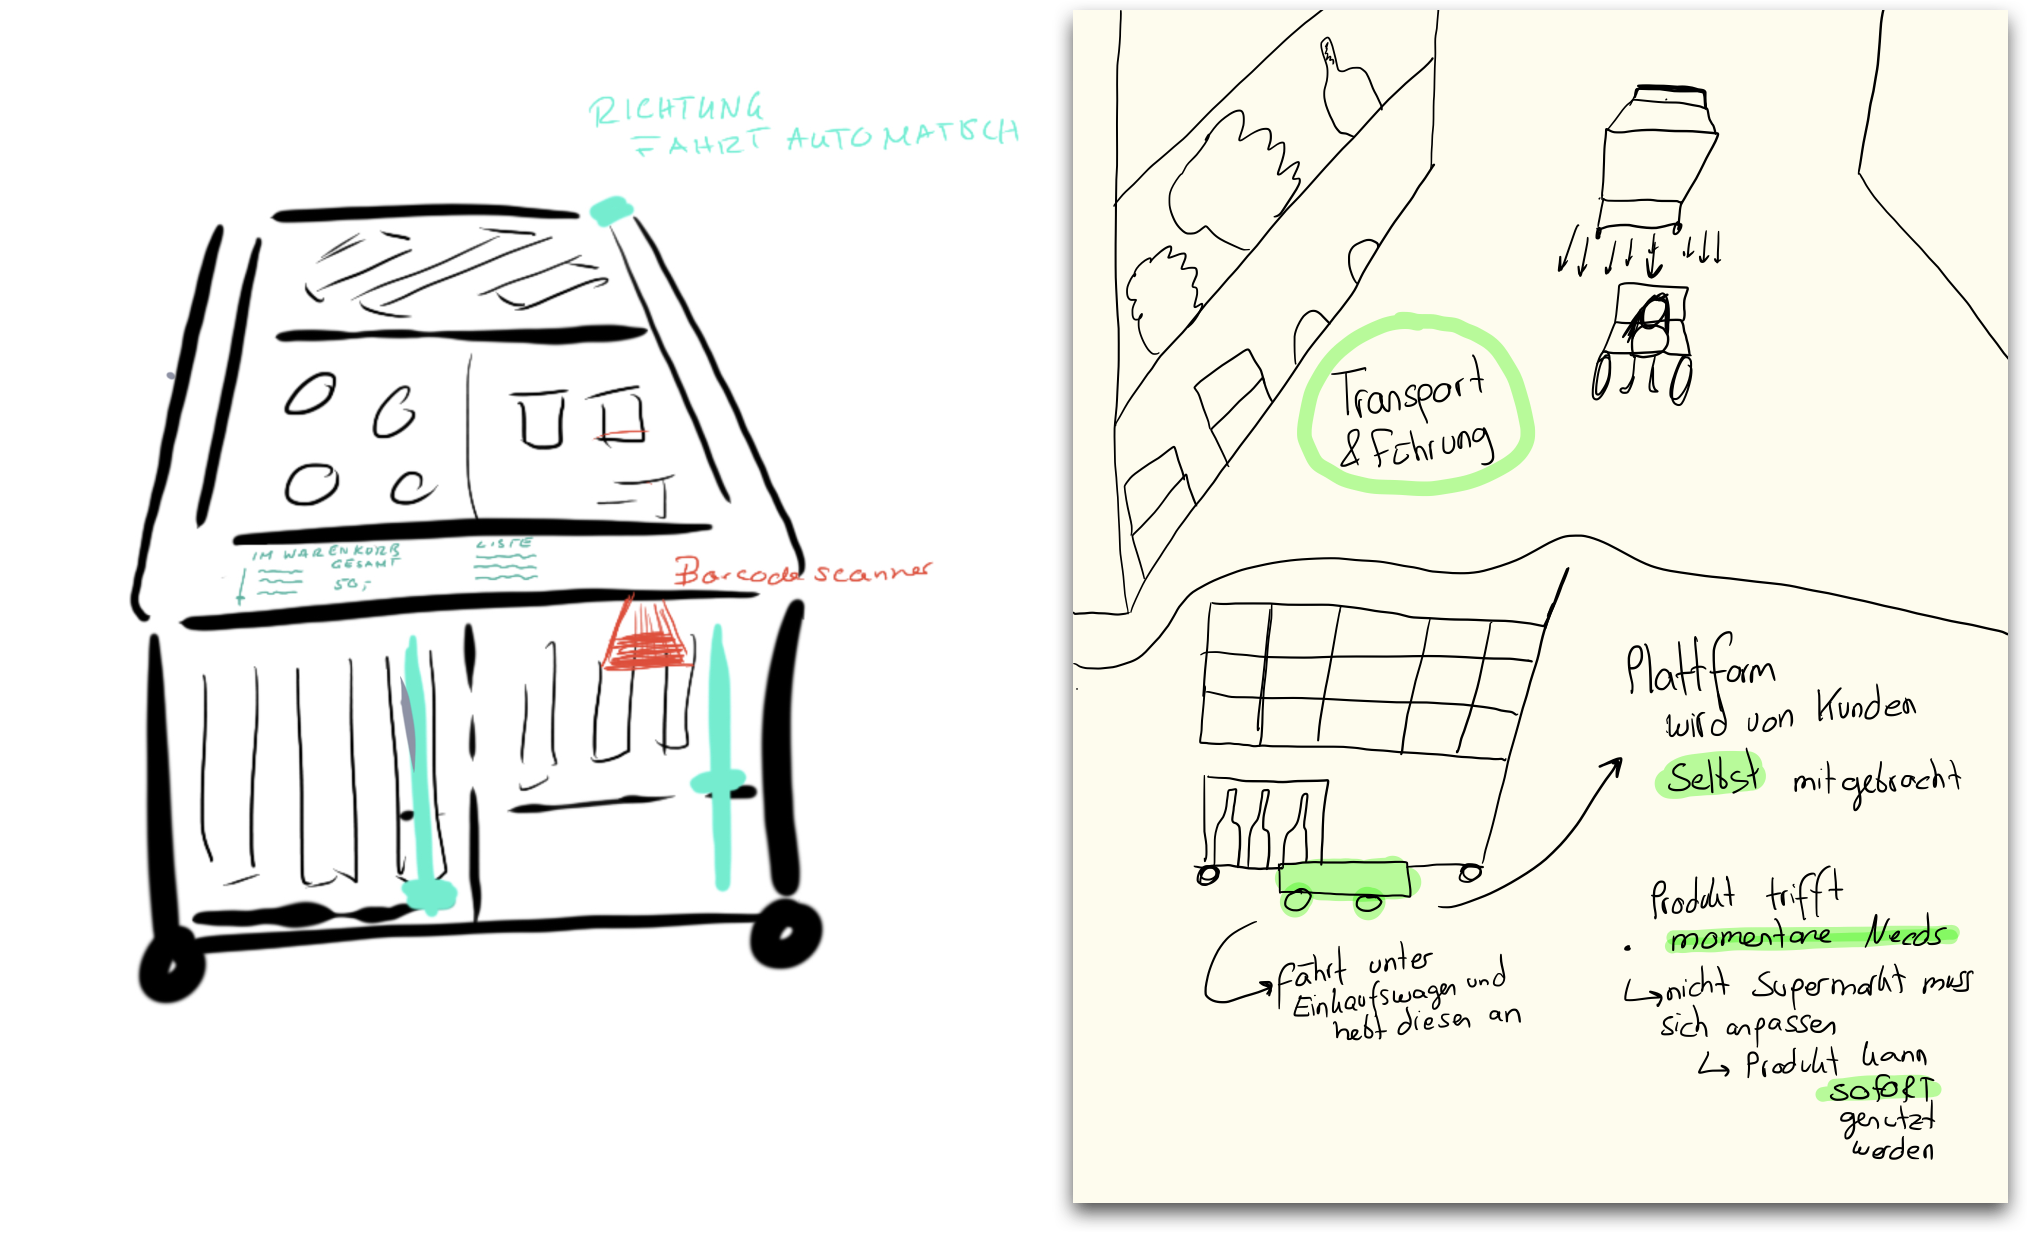 RICHTUNG
FAHRT AUTOMATISCH
IM WARENKORB
GESAMT
50,-
LISTE
Barcode scanner
Transport
& Führung
Plattform
wird von Kunden
Selbst mitgebracht
Produkt trifft
momentane Needs
nicht Supermarkt muss
sich anpassen
Produkt kann
sofort
genutzt
werden
fährt unter
Einkaufswagen und
hebt diesen an